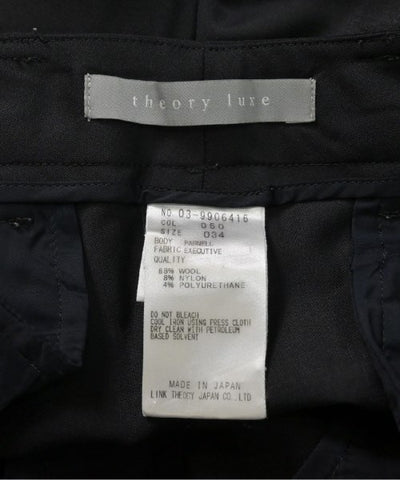 theory luxe
NO. 03-9906416
COL 060
SIZE 034
BODY PARNELL
FABRIC EXECUTIVE
QUALITY
88% WOOL
8% NYLON
4% POLYURETHANE
DO NOT BLEACH
COOL IRON USING PRESS CLOTH
DRY CLEAN WITH PETROLEUM
BASED SOLVENT
MADE IN JAPAN
LINK THEORY JAPAN CO., LTD.